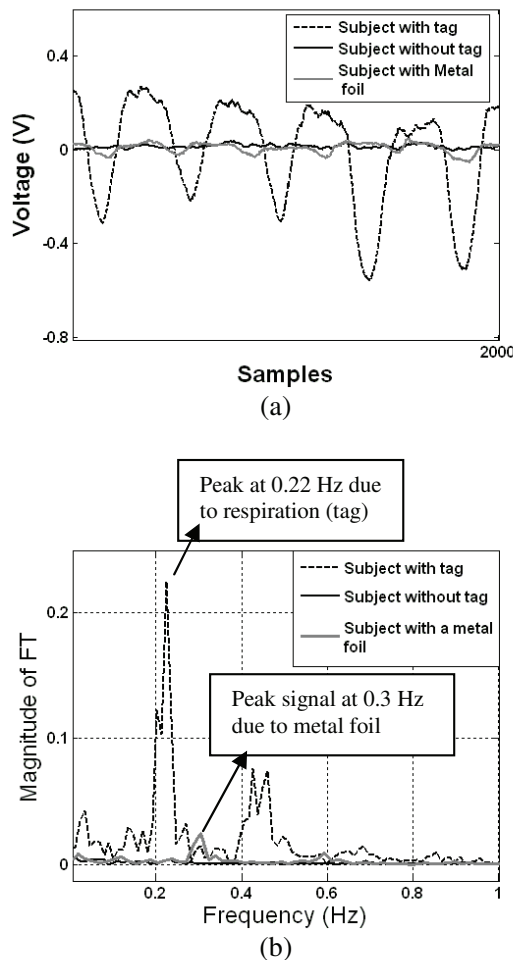 0.6
0
-0.4
-0.8
Voltage (V)
Subject with tag
Subject without tag
Subject with Metal
foil
2000
Samples
(a)
Peak at 0.22 Hz due
to respiration (tag)
Subject with tag
Subject without tag
Subject with a metal
foil
Peak signal at 0.3 Hz
due to metal foil
Magnitude of FT
0.2
0.1
0
0.2
0.4
0.6
0.8
1
Frequency (Hz)
(b)